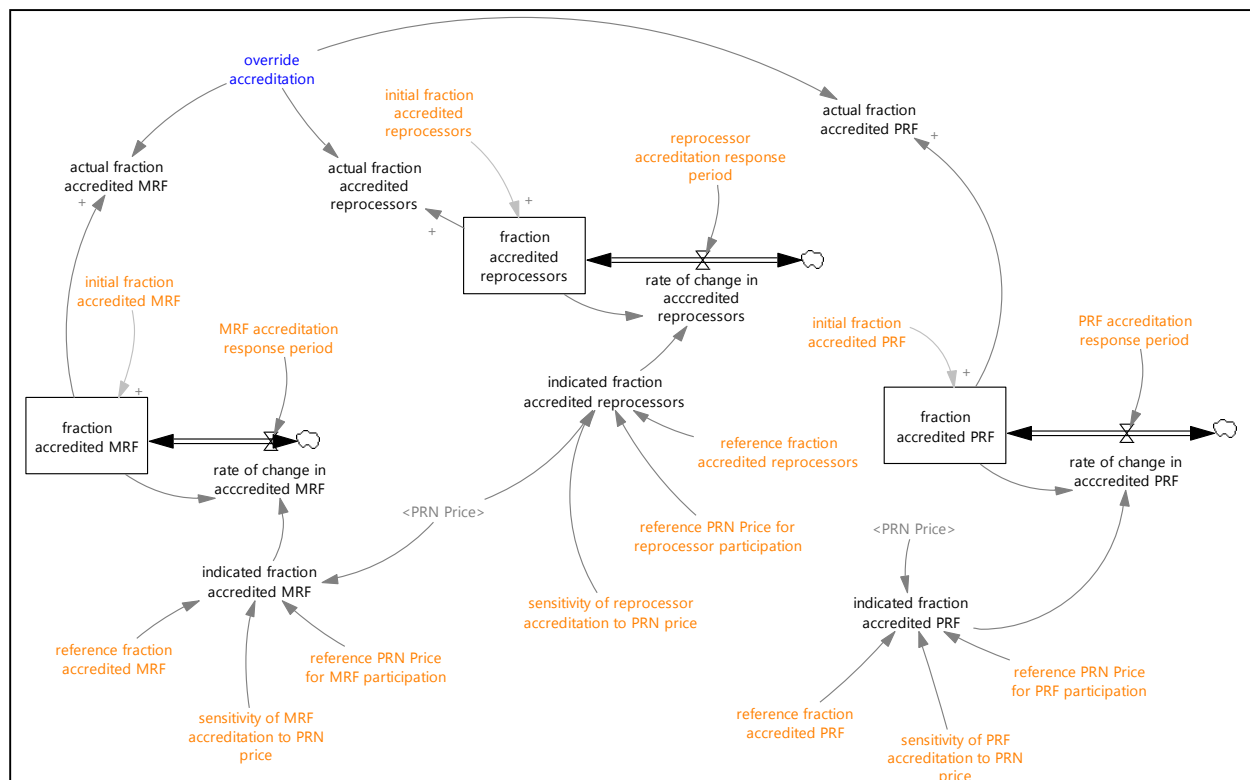 override
accreditation
initial fraction
accredited
reprocessors
actual fraction
accredited PRF
+
reprocessor
accreditation response
period
actual fraction
accredited MRF
+
actual fraction
accredited
reprocessors
+
+
fraction
accredited
reprocessors
rate of change in
acccredited
reprocessors
initial fraction
accredited MRF
MRF accreditation
response period
initial fraction
accredited PRF
PRF accreditation
response period
+
+
indicated fraction
accredited reprocessors
fraction
accredited MRF
rate of change in
acccredited MRF
reference fraction
accredited reprocessors
fraction
accredited PRF
rate of change in
acccredited PRF
<PRN Price>
reference PRN Price for
reprocessor participation
<PRN Price>
indicated fraction
accredited MRF
sensitivity of reprocessor
accreditation to PRN price
indicated fraction
accredited PRF
reference fraction
accredited MRF
reference PRN Price
for MRF participation
reference PRN Price
for PRF participation
sensitivity of MRF
accreditation to PRN
price
reference fraction
accredited PRF
sensitivity of PRF
accreditation to PRN
price